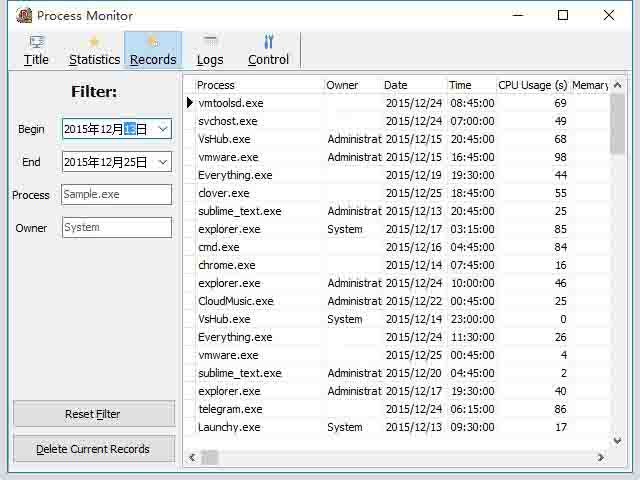 Process Monitor
Title Statistics Records Logs Control
Filter:
Begin 2015年12月13日
End 2015年12月25日
Process Sample.exe
Owner System
Reset Filter
Delete Current Records
Process Owner Date Time CPU Usage (s) Memory
vmtoolsd.exe 2015/12/24 08:45:00 69
svchost.exe 2015/12/24 07:00:00 49
VsHub.exe Administrat 2015/12/15 20:45:00 68
vmware.exe Administrat 2015/12/15 16:45:00 98
Everything.exe 2015/12/19 19:30:00 44
clover.exe 2015/12/25 18:45:00 55
sublime_text.exe Administrat 2015/12/13 20:45:00 25
explorer.exe System 2015/12/17 03:15:00 85
cmd.exe 2015/12/16 04:45:00 84
chrome.exe 2015/12/14 07:45:00 16
explorer.exe Administrat 2015/12/24 10:00:00 46
CloudMusic.exe Administrat 2015/12/22 00:45:00 25
VsHub.exe System 2015/12/14 23:00:00 0
Everything.exe 2015/12/24 11:30:00 26
vmware.exe 2015/12/25 00:45:00 4
sublime_text.exe Administrat 2015/12/20 04:45:00 2
explorer.exe Administrat 2015/12/17 19:30:00 40
telegram.exe 2015/12/24 06:15:00 86
Launchy.exe System 2015/12/13 09:30:00 17